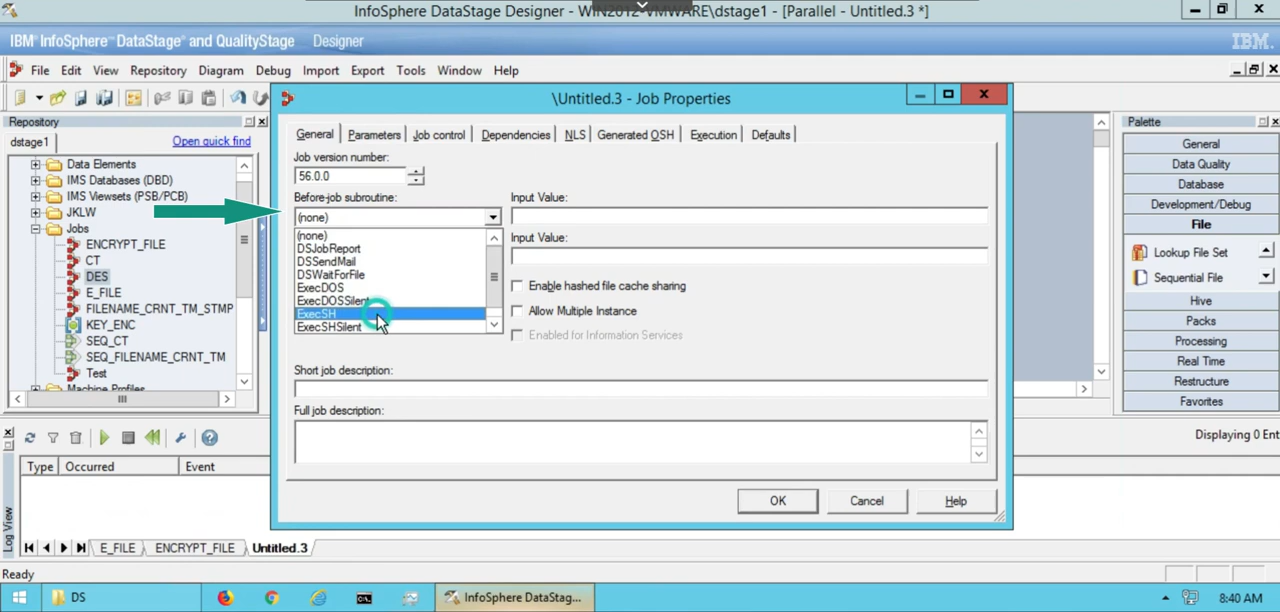 InfoSphere DataStage Designer - WIN2012-VMWARE\dstage1 - [Parallel - Untitled.3 *]
IBM® InfoSphere™ DataStage® and QualityStage Designer
IBM.
File Edit View Repository Diagram Debug Import Export Tools Window Help
Repository
dstage1
Open quick find
Data Elements
IMS Databases (DBD)
IMS Viewsets (PSB/PCB)
JKLW
Jobs
ENCRYPT_FILE
CT
DES
E_FILE
FILENAME_CRNT_TM_STMP
KEY_ENC
SEQ_CT
SEQ_FILENAME_CRNT_TM
Test
Machine Profiles
\Untitled.3 - Job Properties
General Parameters Job control Dependencies NLS Generated OSH Execution Defaults
Job version number:
56.0.0
Before-job subroutine: Input Value:
(none)
(none)
DSJobReport
DSSendMail
DSWaitForFile
ExecDOS
ExecDOSSilent
ExecSH
ExecSHSilent
Input Value:
Enable hashed file cache sharing
Allow Multiple Instance
Enabled for Information Services
Short job description:
Full job description:
OK Cancel Help
Palette
General
Data Quality
Database
Development/Debug
File
Lookup File Set
Sequential File
Hive
Packs
Processing
Real Time
Restructure
Favorites
Displaying 0 Ent
Type Occurred Event
Log View
E_FILE ENCRYPT_FILE Untitled.3
Ready
DS InfoSphere DataStag... 8:40 AM